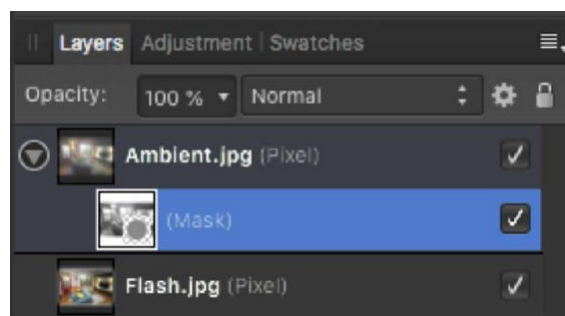 Layers Adjustment Swatches
Opacity: 100 % Normal
Ambient.jpg (Pixel)
(Mask)
Flash.jpg (Pixel)